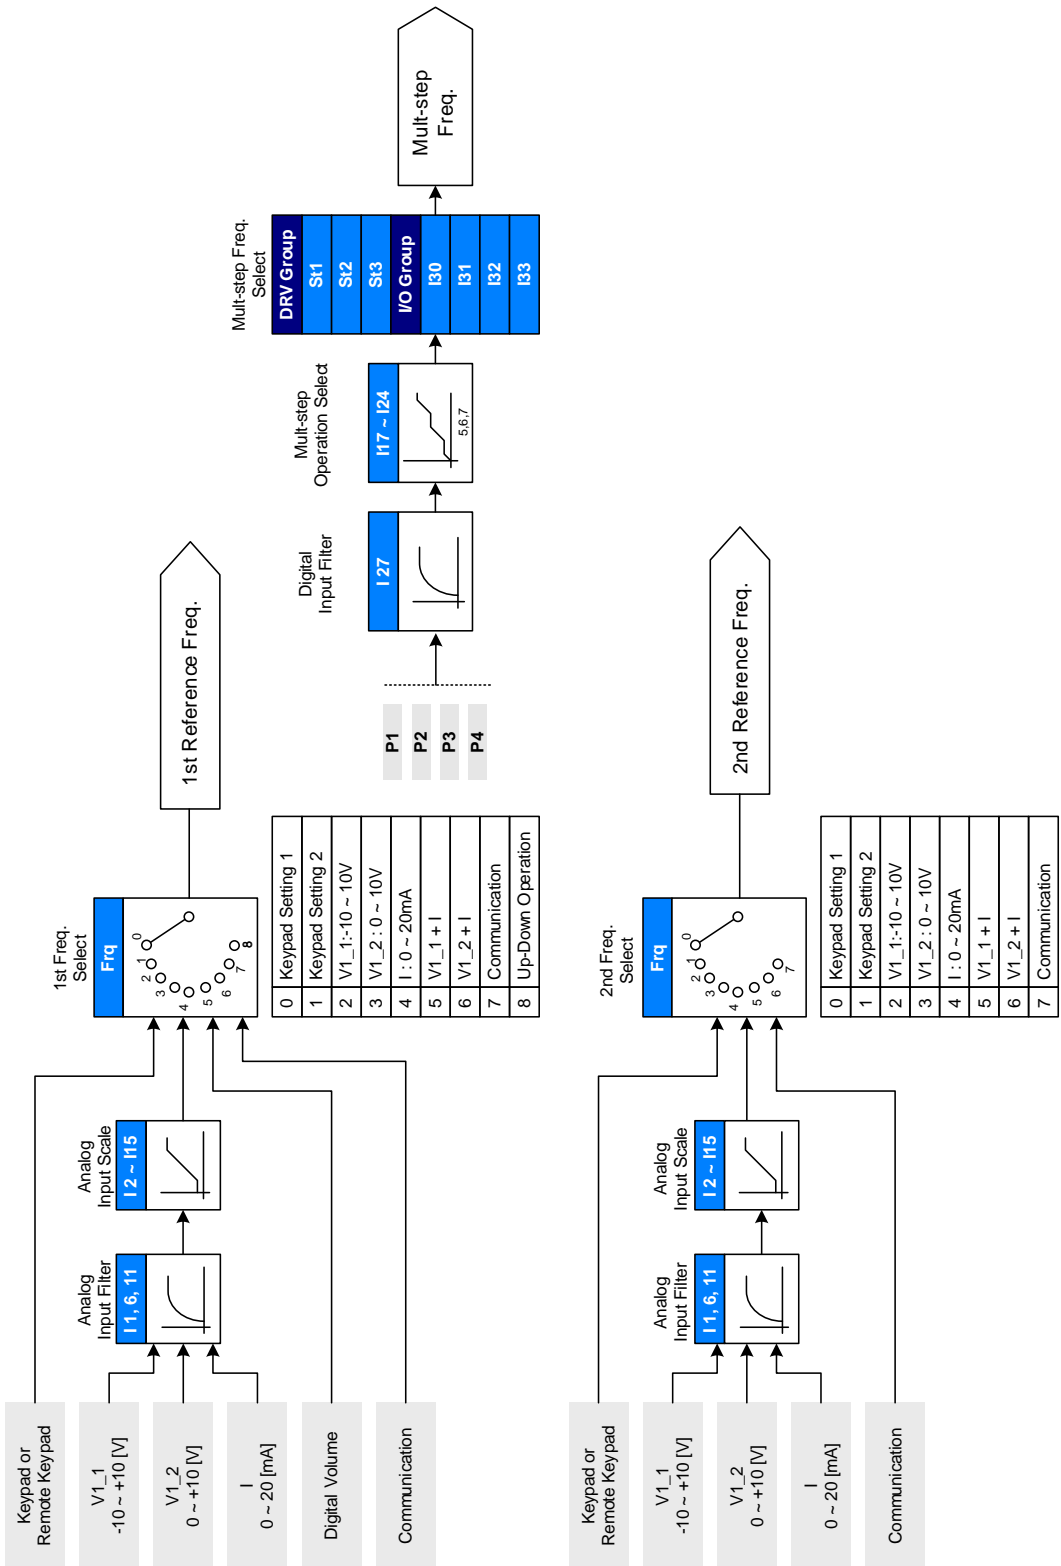 Keypad or
Remote Keypad
V1_1
-10 ~ +10 [V]
V1_2
0 ~ +10 [V]
I
0 ~ 20 [mA]
Digital Volume
Communication
Analog
Input Filter
I 1, 6, 11
Analog
Input Scale
I 2 ~ I15
1st Freq.
Select
Frq
0
1
2
3
4
5
6
7
8
1st Reference Freq.
0 Keypad Setting 1
1 Keypad Setting 2
2 V1_1:-10 ~ 10V
3 V1_2 : 0 ~ 10V
4 I : 0 ~ 20mA
5 V1_1 + I
6 V1_2 + I
7 Communication
8 Up-Down Operation
P1
P2
P3
P4
Digital
Input Filter
I 27
Mult-step
Operation Select
I17 ~ I24
5,6,7
Mult-step Freq.
Select
DRV Group
St1
St2
St3
I/O Group
I30
I31
I32
I33
Mult-step
Freq.
Keypad or
Remote Keypad
V1_1
-10 ~ +10 [V]
V1_2
0 ~ +10 [V]
I
0 ~ 20 [mA]
Communication
Analog
Input Filter
I 1, 6, 11
Analog
Input Scale
I 2 ~ I15
2nd Freq.
Select
Frq
0
1
2
3
4
5
6
7
2nd Reference Freq.
0 Keypad Setting 1
1 Keypad Setting 2
2 V1_1:-10 ~ 10V
3 V1_2 : 0 ~ 10V
4 I : 0 ~ 20mA
5 V1_1 + I
6 V1_2 + I
7 Communication